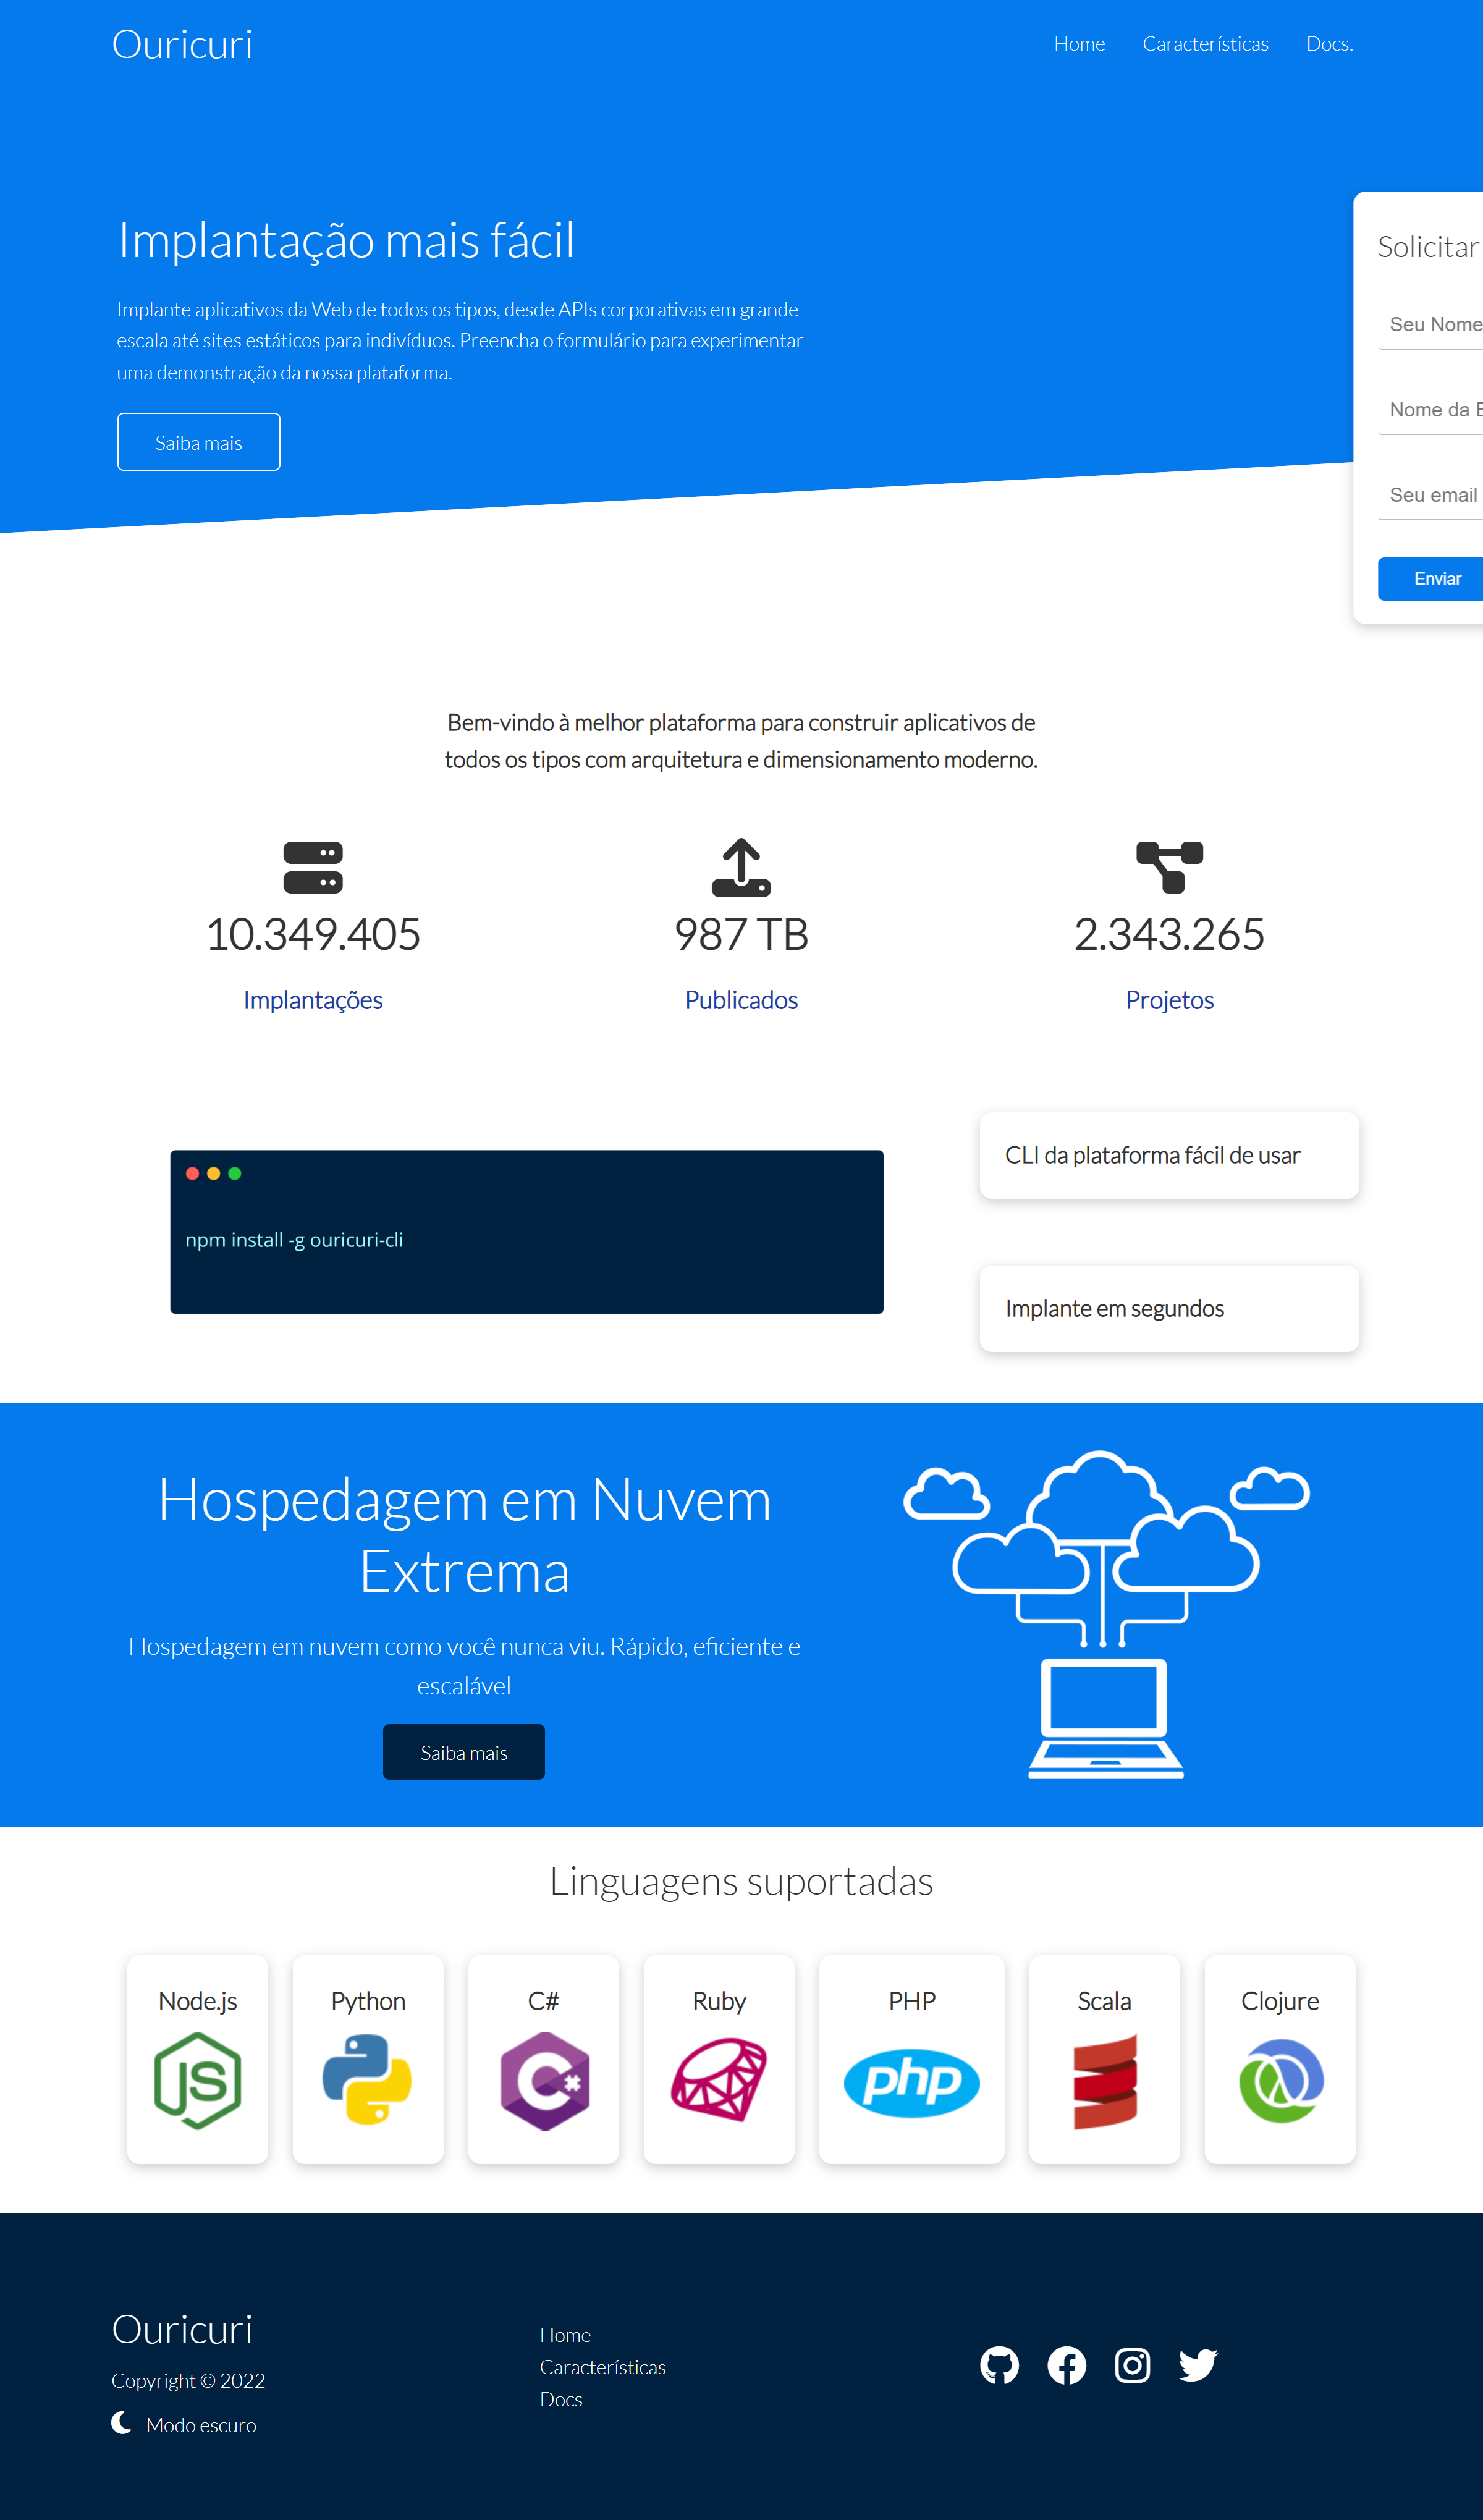 Ouricuri
Home
Características
Docs.
Implantação mais fácil
Implante aplicativos da Web de todos os tipos, desde APIs corporativas em grande
escala até sites estáticos para indivíduos. Preencha o formulário para experimentar
uma demonstração da nossa plataforma.
Saiba mais
Solicitar
Seu Nome
Nome da E
Seu email
Enviar
Bem-vindo à melhor plataforma para construir aplicativos de
todos os tipos com arquitetura e dimensionamento moderno.
10.349.405
Implantações
987 TB
Publicados
2.343.265
Projetos
npm install -g ouricuri-cli
CLI da plataforma fácil de usar
Implante em segundos
Hospedagem em Nuvem
Extrema
Hospedagem em nuvem como você nunca viu. Rápido, eficiente e
escalável
Saiba mais
Linguagens suportadas
Node.js
JS
Python
C#
C#
Ruby
PHP
php
Scala
Clojure
Ouricuri
Copyright © 2022
Modo escuro
Home
Características
Docs